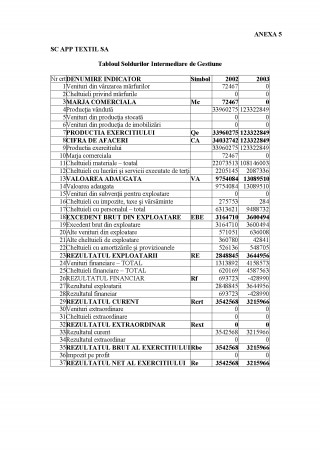 ANEXA 5
SC APP TEXTIL SA
Tabloul Soldurilor Intermediare de Gestiune
Nr crt DENUMIRE INDICATOR Simbol 2002 2003
1 Venituri din vânzarea mărfurilor 72467 0
2 Cheltuieli privind mărfurile 0 0
3 MARJA COMERCIALA Mc 72467 0
4 Producţia vândută 33960275 123322849
5 Venituri din producţia stocată 0 0
6 Venituri din producţia de imobilizări 0 0
7 PRODUCTIA EXERCITIULUI Qe 33960275 123322849
8 CIFRA DE AFACERI CA 34032742 123322849
9 Productia exercitiului 33960275 123322849
10 Marja comerciala 72467 0
11 Cheltuieli materiale – toatal 22073513 108146003
12 Cheltuieli cu lucrări şi servicii executate de terţi 2205145 2087336
13 VALOAREA ADAUGATA VA 9754084 13089510
14 Valoarea adaugata 9754084 13089510
15 Venituri din subvenţii pentru exploatare 0 0
16 Cheltuieli cu impozite, taxe şi vărsăminte 275753 284
17 Cheltuieli cu personalul - total 6313621 9488732
18 EXCEDENT BRUT DIN EXPLOATARE EBE 3164710 3600494
19 Excedent brut din exploatare 3164710 3600494
20 Alte venituri din exploatare 571051 636008
21 Alte cheltuieli de exploatare 360780 42841
22 Cheltuieli cu amortizările şi provizioanele 526136 548705
23 REZULTATUL EXPLOATARII RE 2848845 3644956
24 Venituri financiare – TOTAL 1313892 4158573
25 Cheltuieli financiare – TOTAL 620169 4587563
26 REZULTATUL FINANCIAR Rf 693723 -428990
27 Rezultatul din exploatare 2848845 3644956
28 Rezultatul financiar 693723 -428990
29 REZULTATUL CURENT Rcrt 3542568 3215966
30 Venituri extraordinare 0 0
31 Cheltuieli extraordinare 0 0
32 REZULTATUL EXTRAORDINAR Rext 0 0
33 Rezultatul curent 3542568 3215966
34 Rezultatul extraordinar 0 0
35 REZULTATUL BRUT AL EXERCITIULUI Rbe 3542568 3215966
36 Impozit pe profit 0 0
37 REZULTATUL NET AL EXERCITIULUI Re 3542568 3215966